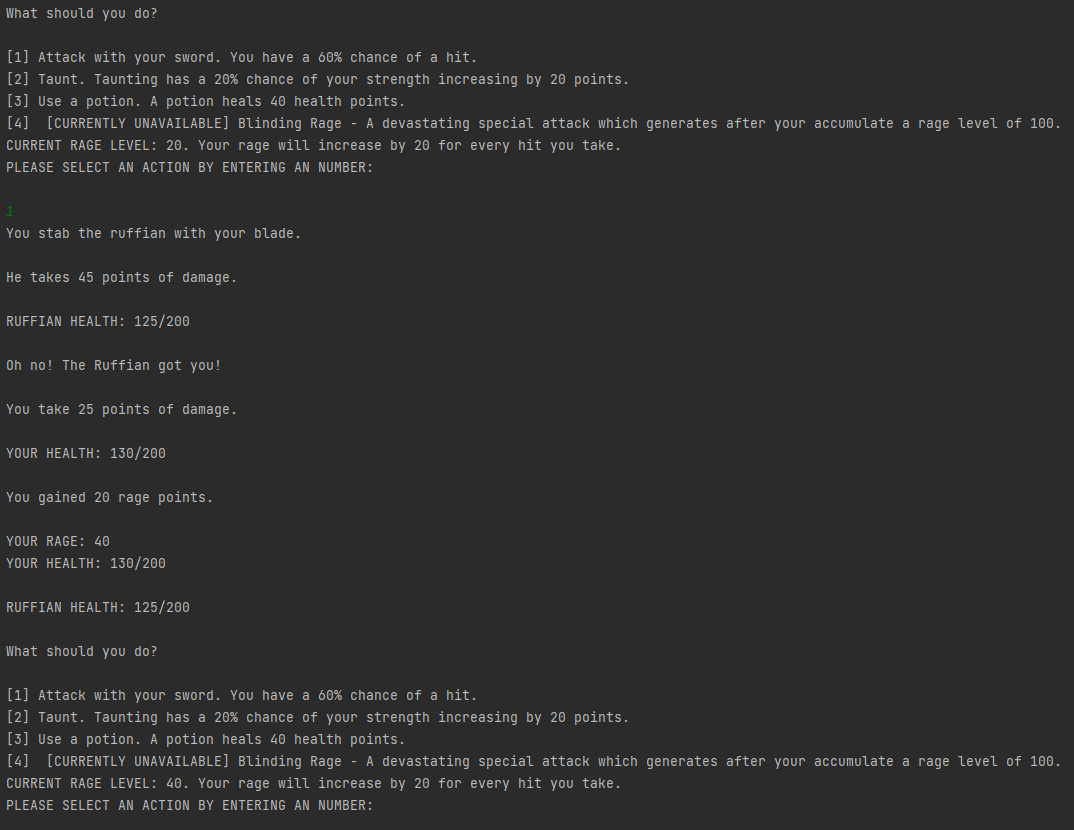 What should you do?
[1] Attack with your sword. You have a 60% chance of a hit.
[2] Taunt. Taunting has a 20% chance of your strength increasing by 20 points.
[3] Use a potion. A potion heals 40 health points.
[4]  [CURRENTLY UNAVAILABLE] Blinding Rage - A devastating special attack which generates after your accumulate a rage level of 100.
CURRENT RAGE LEVEL: 20. Your rage will increase by 20 for every hit you take.
PLEASE SELECT AN ACTION BY ENTERING AN NUMBER:
1
You stab the ruffian with your blade.
He takes 45 points of damage.
RUFFIAN HEALTH: 125/200
Oh no! The Ruffian got you!
You take 25 points of damage.
YOUR HEALTH: 130/200
You gained 20 rage points.
YOUR RAGE: 40
YOUR HEALTH: 130/200
RUFFIAN HEALTH: 125/200
What should you do?
[1] Attack with your sword. You have a 60% chance of a hit.
[2] Taunt. Taunting has a 20% chance of your strength increasing by 20 points.
[3] Use a potion. A potion heals 40 health points.
[4]  [CURRENTLY UNAVAILABLE] Blinding Rage - A devastating special attack which generates after your accumulate a rage level of 100.
CURRENT RAGE LEVEL: 40. Your rage will increase by 20 for every hit you take.
PLEASE SELECT AN ACTION BY ENTERING AN NUMBER: